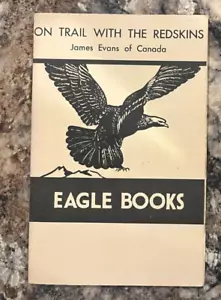 ON TRAIL WITH THE REDSKINS
James Evans of Canada
EAGLE BOOKS